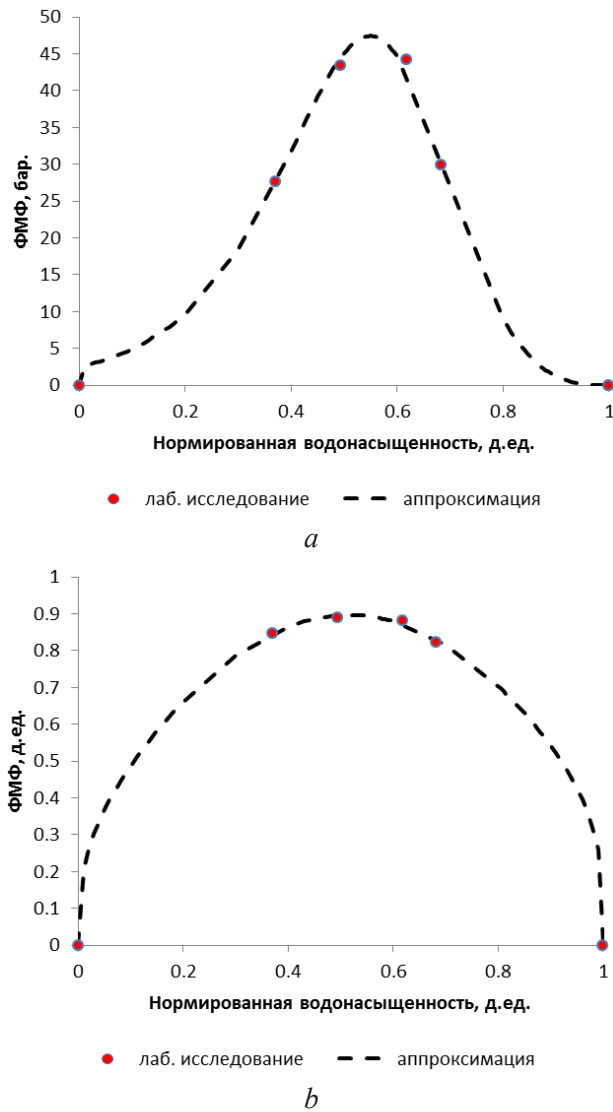 50
45
40
35
30
25
20
15
10
5
0
ФМФ, бар.
0 0.2 0.4 0.6 0.8 1
Нормированная водонасыщенность, д.ед.
лаб. исследование аппроксимация
a
1
0.9
0.8
0.7
0.6
0.5
0.4
0.3
0.2
0.1
0
ФМФ, д.ед.
0 0.2 0.4 0.6 0.8 1
Нормированная водонасыщенность, д.ед.
лаб. исследование аппроксимация
b